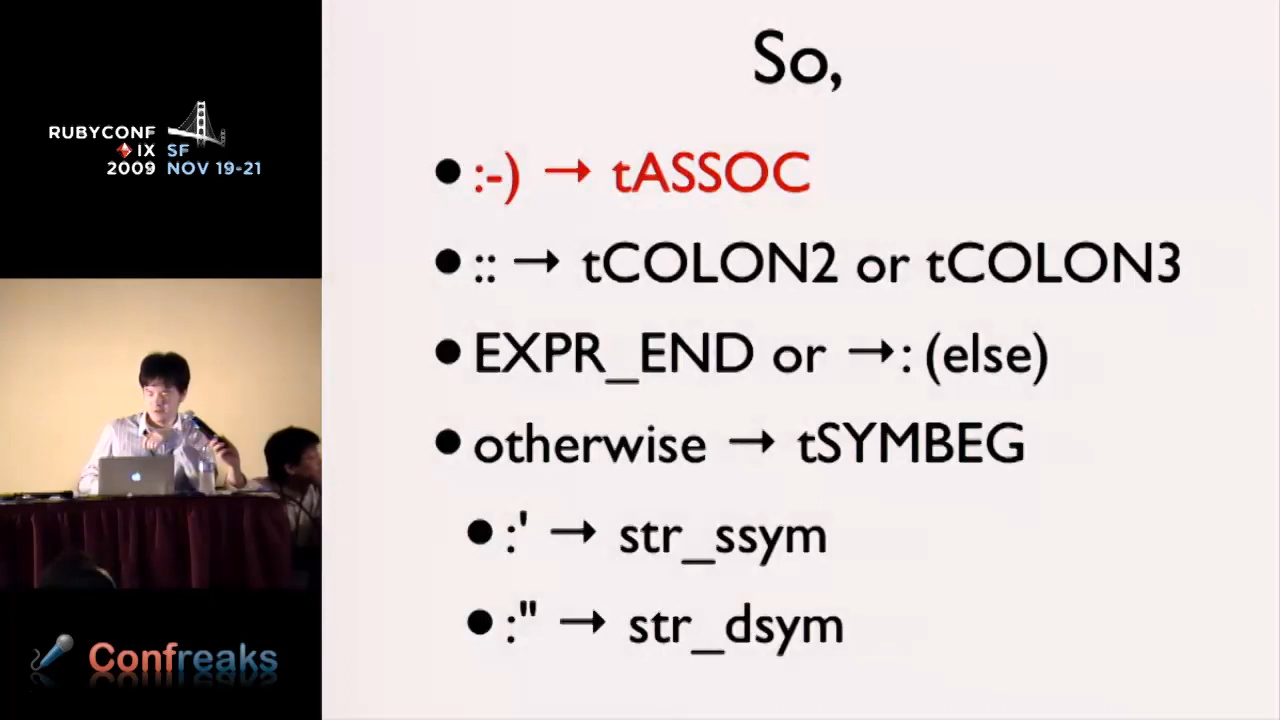 RUBYCONF
IX SF
2009 NOV 19-21
So,
:-) → tASSOC
:: → tCOLON2 or tCOLON3
EXPR_END or →: (else)
otherwise → tSYMBEG
:' → str_ssym
:" → str_dsym
Confreaks